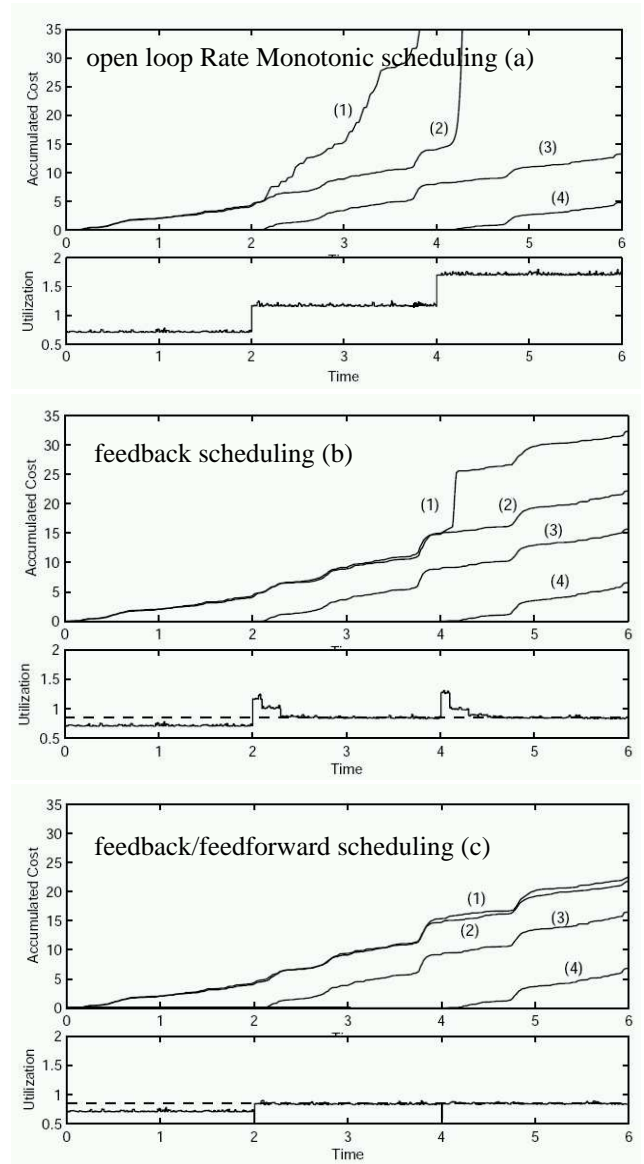 35
open loop Rate Monotonic scheduling (a)
30
25
20
15
10
5
0
Accumulated Cost
(1)
(2)
(3)
(4)
0 1 2 3 4 5 6
2
1.5
1
0.5
Utilization
0 1 2 3 4 5 6
Time
35
30
feedback scheduling (b)
25
20
15
10
5
0
Accumulated Cost
(1)
(2)
(3)
(4)
0 1 2 3 4 5 6
2
1.5
1
0.5
Utilization
0 1 2 3 4 5 6
Time
35
30
feedback/feedforward scheduling (c)
25
20
15
10
5
0
Accumulated Cost
(1)
(2)
(3)
(4)
0 1 2 3 4 5 6
2
1.5
1
0.5
Utilization
0 1 2 3 4 5 6
Time